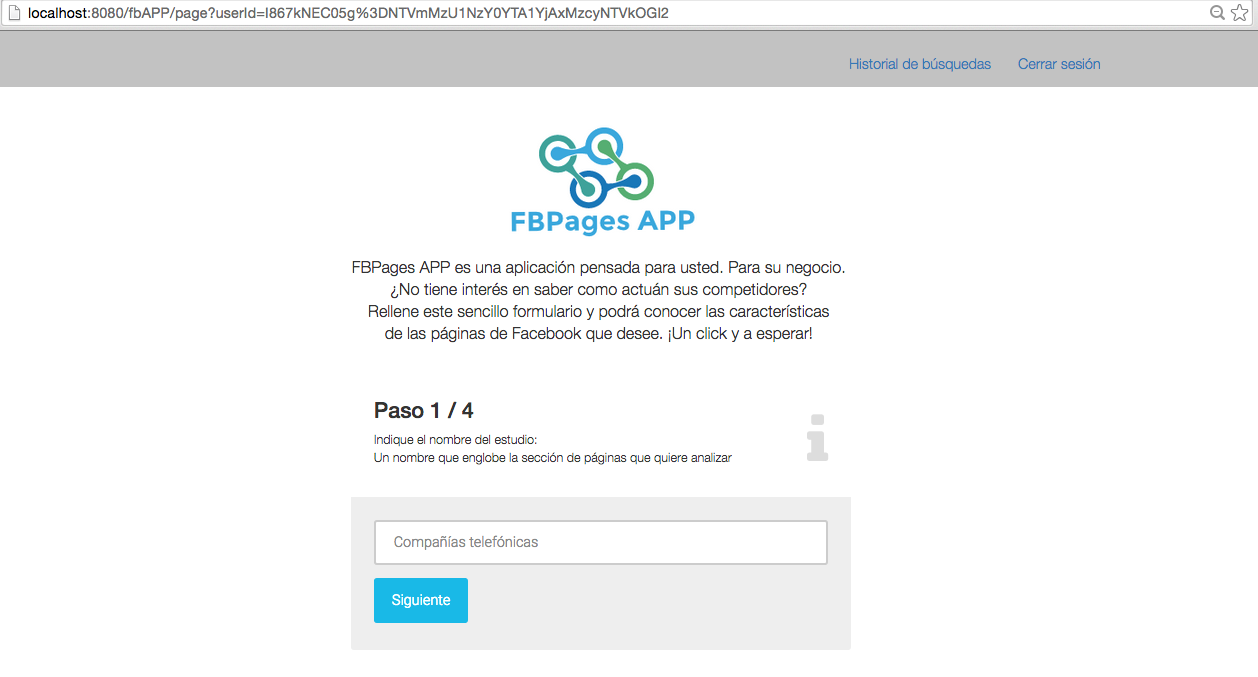 localhost:8080/fbAPP/page?userId=I867kNEC05g%3DNTVmMzU1NzY0YTA1YjAxMzcyNTVkOGI2
Historial de búsquedas Cerrar sesión
FBPages APP
FBPages APP es una aplicación pensada para usted. Para su negocio.
¿No tiene interés en saber como actuán sus competidores?
Rellene este sencillo formulario y podrá conocer las características
de las páginas de Facebook que desee. ¡Un click y a esperar!
Paso 1 / 4
Indique el nombre del estudio:
Un nombre que englobe la sección de páginas que quiere analizar
Compañías telefónicas
Siguiente